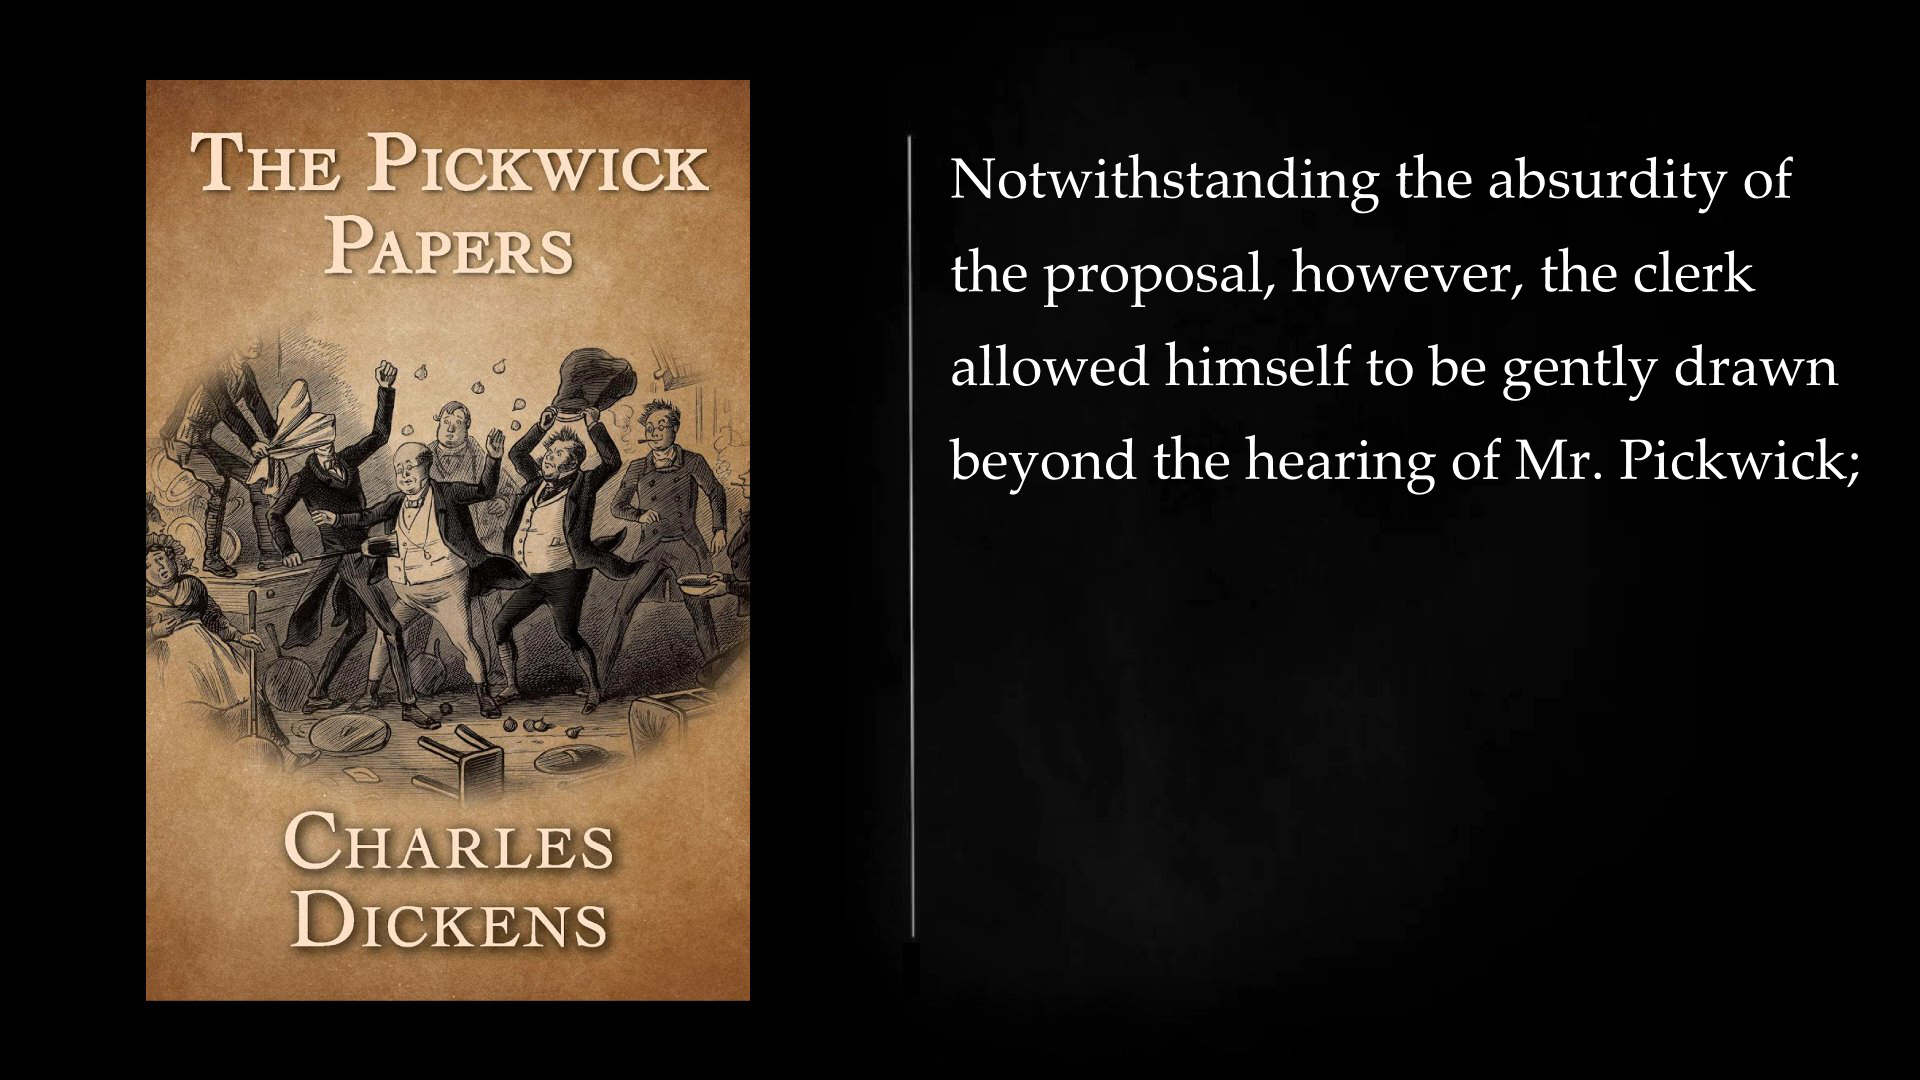 The Pickwick
Papers
Charles
Dickens
Notwithstanding the absurdity of
the proposal, however, the clerk
allowed himself to be gently drawn
beyond the hearing of Mr. Pickwick;